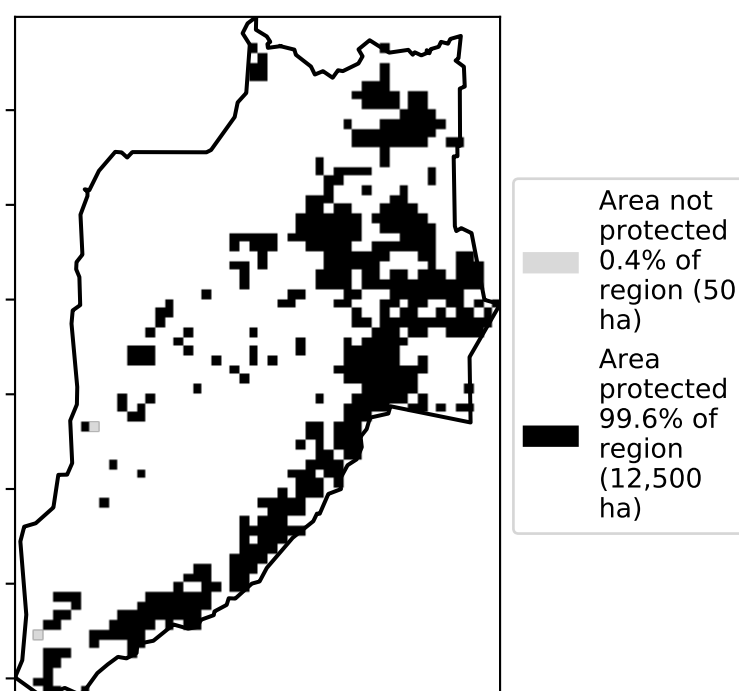 Area not
protected
0.4% of
region (50
ha)
Area
protected
99.6% of
region
(12,500
ha)